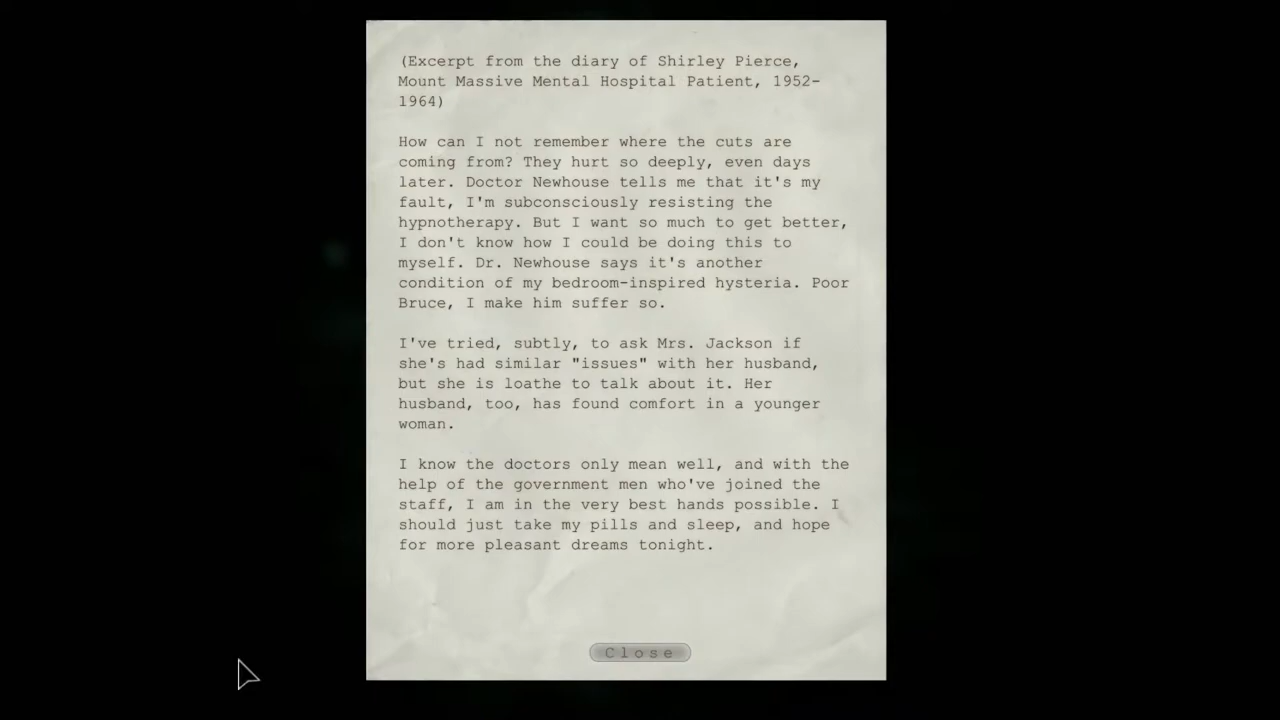 (Excerpt from the diary of Shirley Pierce,
Mount Massive Mental Hospital Patient, 1952-
1964)
How can I not remember where the cuts are
coming from? They hurt so deeply, even days
later. Doctor Newhouse tells me that it's my
fault, I'm subconsciously resisting the
hypnotherapy. But I want so much to get better,
I don't know how I could be doing this to
myself. Dr. Newhouse says it's another
condition of my bedroom-inspired hysteria. Poor
Bruce, I make him suffer so.
I've tried, subtly, to ask Mrs. Jackson if
she's had similar "issues" with her husband,
but she is loathe to talk about it. Her
husband, too, has found comfort in a younger
woman.
I know the doctors only mean well, and with the
help of the government men who've joined the
staff, I am in the very best hands possible. I
should just take my pills and sleep, and hope
for more pleasant dreams tonight.
Close